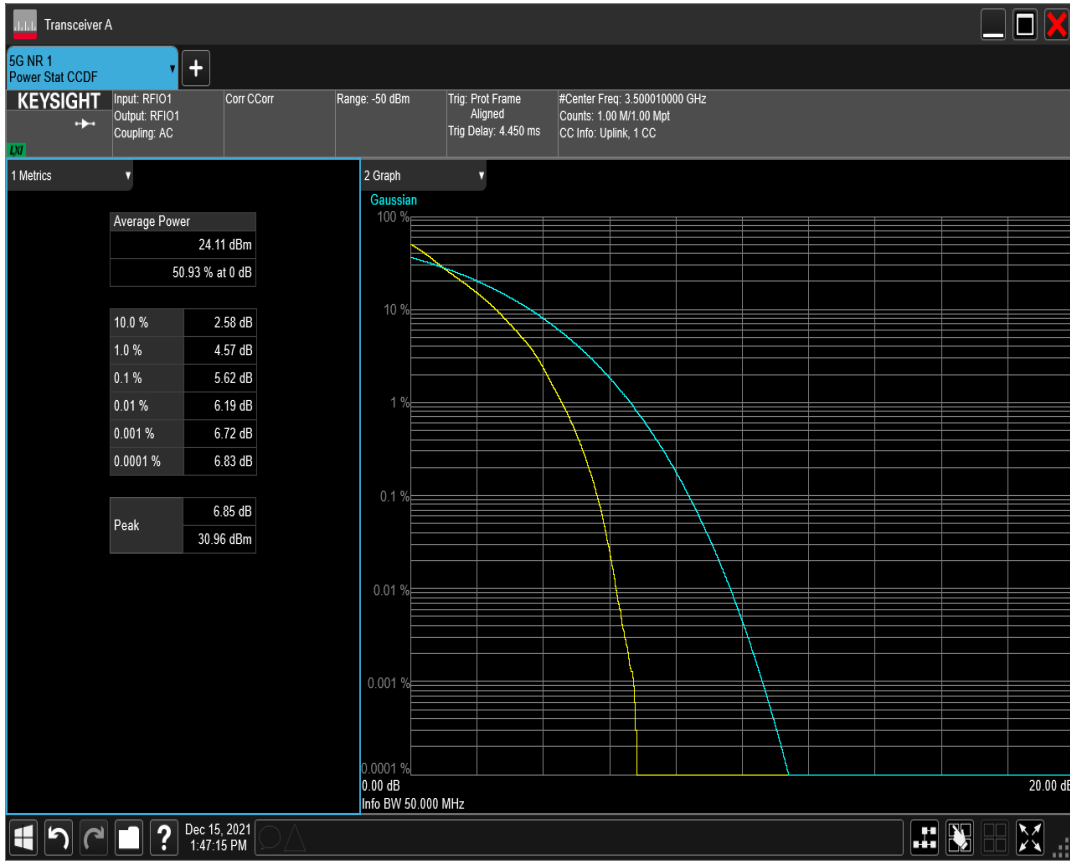 Transceiver A
5G NR 1
Power Stat CCDF
+
KEYSIGHT
LXI
Input: RFIO1
Output: RFIO1
Coupling: AC
Corr CCorr
Range: -50 dBm
Trig: Prot Frame
Aligned
Trig Delay: 4.450 ms
#Center Freq: 3.500010000 GHz
Counts: 1.00 M/1.00 Mpt
CC Info: Uplink, 1 CC
1 Metrics
Average Power
24.11 dBm
50.93 % at 0 dB
10.0 % 2.58 dB
1.0 % 4.57 dB
0.1 % 5.62 dB
0.01 % 6.19 dB
0.001 % 6.72 dB
0.0001 % 6.83 dB
Peak
6.85 dB
30.96 dBm
2 Graph
Gaussian
100 %
10 %
1 %
0.1 %
0.01 %
0.001 %
0.0001 %
0.00 dB
20.00 dB
Info BW 50.000 MHz
?
Dec 15, 2021
1:47:15 PM